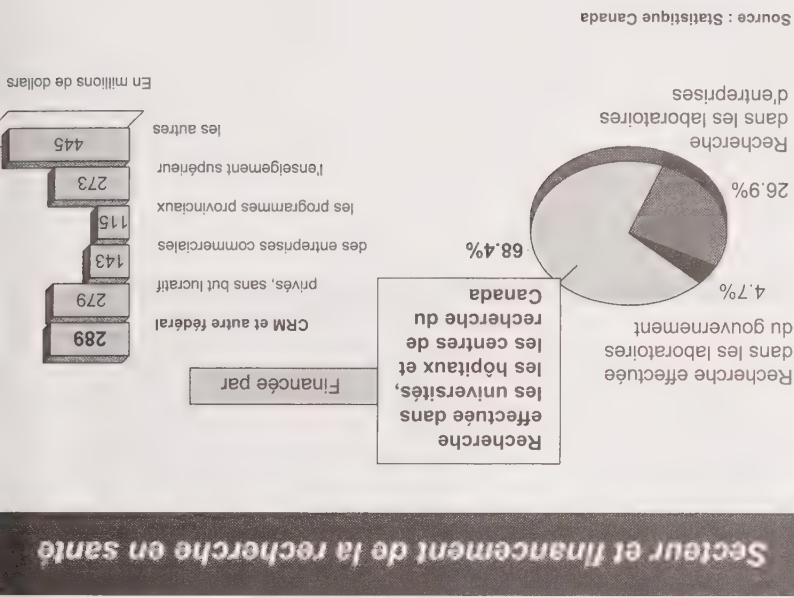 Secteur et financement de la recherche en santé
Recherche effectuée
dans les laboratoires
du gouvernement
4.7%
26.9%
Recherche
dans les laboratoires
d'entreprises
68.4%
Recherche
effectuée dans
les universités,
les hôpitaux et
les centres de
recherche du
Canada
Financée par
CRM et autre fédéral
289
privés, sans but lucratif
279
des entreprises commerciales
143
les programmes provinciaux
115
l'enseignement supérieur
273
les autres
445
En millions de dollars
Source : Statistique Canada